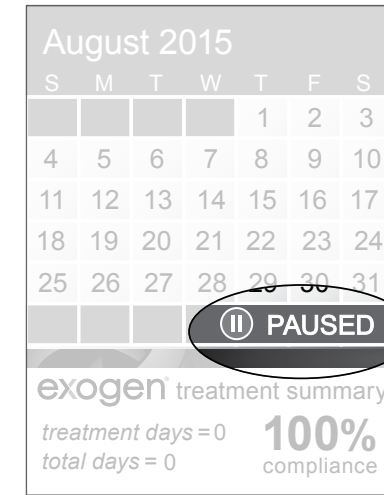 August 2015
S M T W T F S
1 2 3
4 5 6 7 8 9 10
11 12 13 14 15 16 17
18 19 20 21 22 23 24
25 26 27 28 29 30 31
PAUSED
exogen® treatment summary
treatment days = 0
total days = 0
100%
compliance